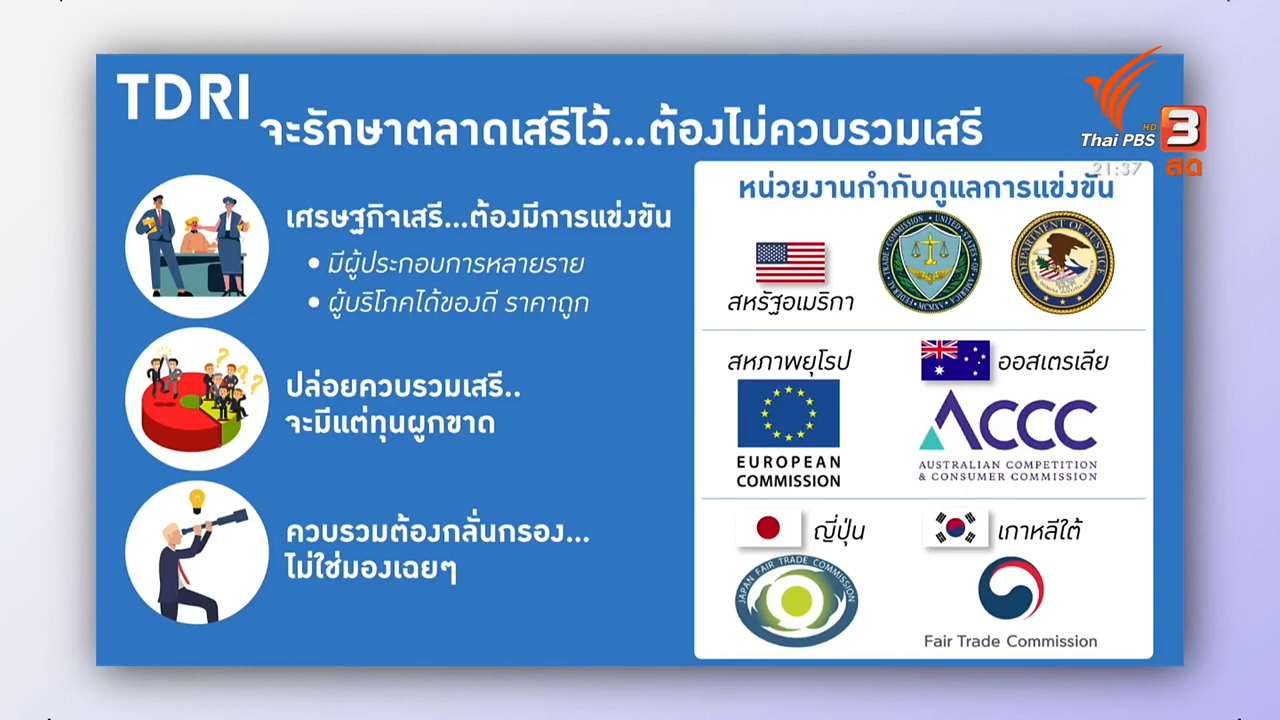 TDRI
จะรักษาตลาดเสรีไว้...ต้องไม่ควบรวมเสรี
Thai PBS HD 3
21:37
สด
เศรษฐกิจเสรี...ต้องมีการแข่งขัน
• มีผู้ประกอบการหลายราย
• ผู้บริโภคได้ของดี ราคาถูก
ปล่อยควบรวมเสรี..
จะมีแต่ทุนผูกขาด
ควบรวมต้องกลั่นกรอง...
ไม่ใช่มองเฉยๆ
หน่วยงานกำกับดูแลการแข่งขัน
สหรัฐอเมริกา
FEDERAL TRADE COMMISSION • UNITED STATES OF AMERICA
MCMXV
DEPARTMENT OF JUSTICE
สหภาพยุโรป
EUROPEAN
COMMISSION
ออสเตรเลีย
ACCC
AUSTRALIAN COMPETITION
& CONSUMER COMMISSION
ญี่ปุ่น
JAPAN FAIR TRADE COMMISSION
เกาหลีใต้
Fair Trade Commission